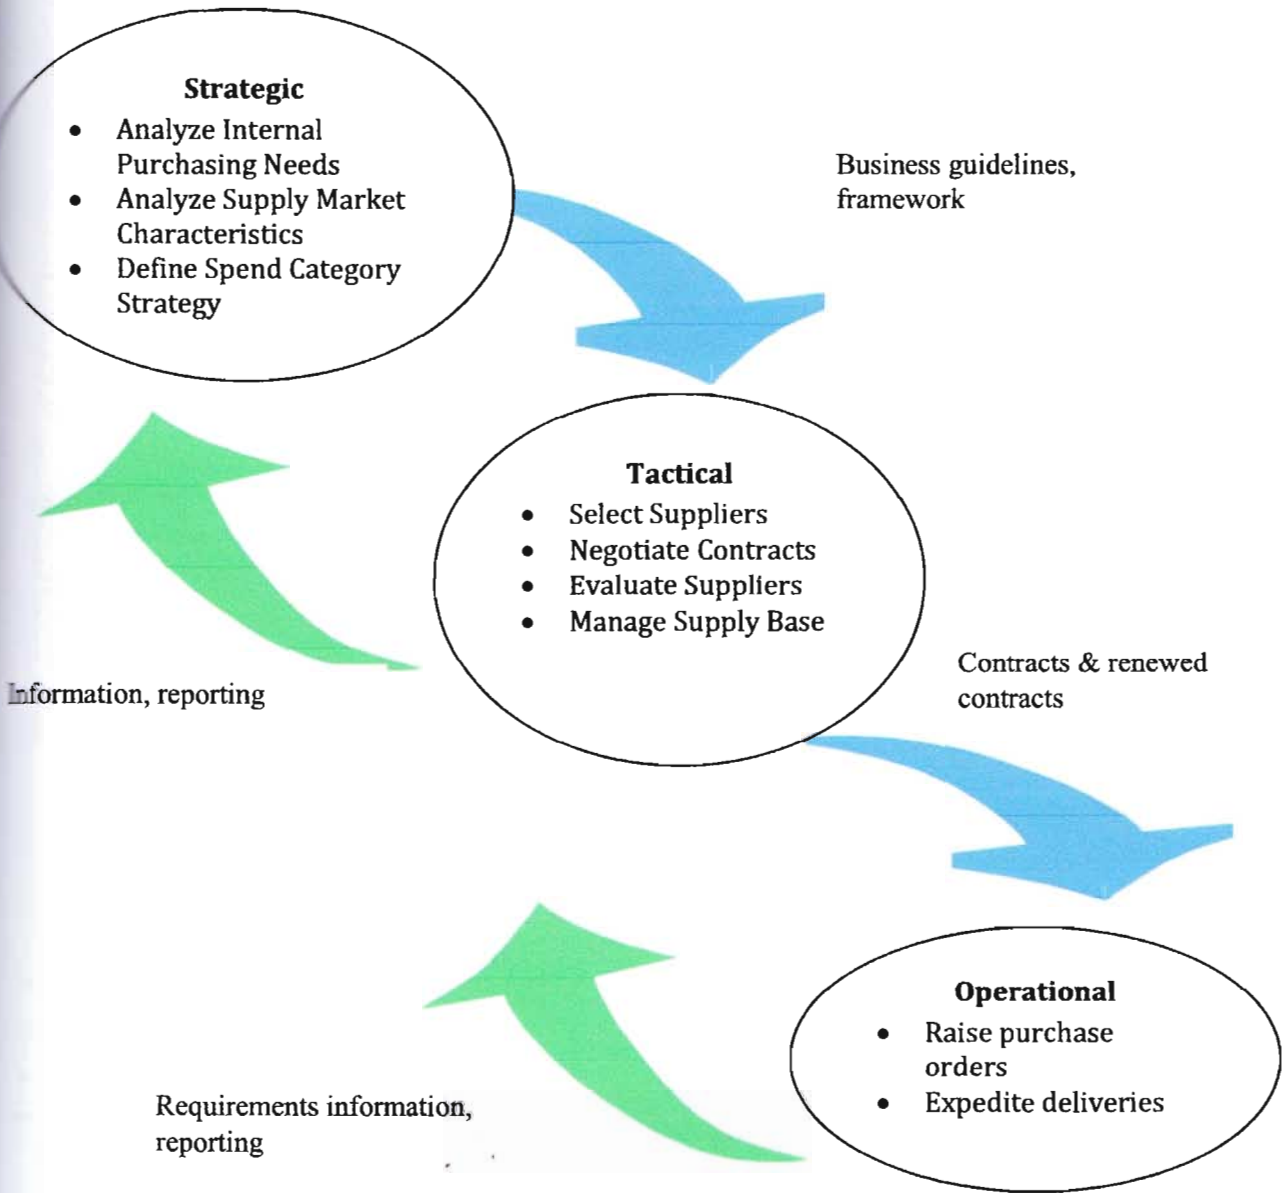 Strategic
• Analyze Internal
Purchasing Needs
• Analyze Supply Market
Characteristics
• Define Spend Category
Strategy
Business guidelines,
framework
Tactical
• Select Suppliers
• Negotiate Contracts
• Evaluate Suppliers
• Manage Supply Base
Information, reporting
Contracts & renewed
contracts
Operational
• Raise purchase
orders
• Expedite deliveries
Requirements information,
reporting